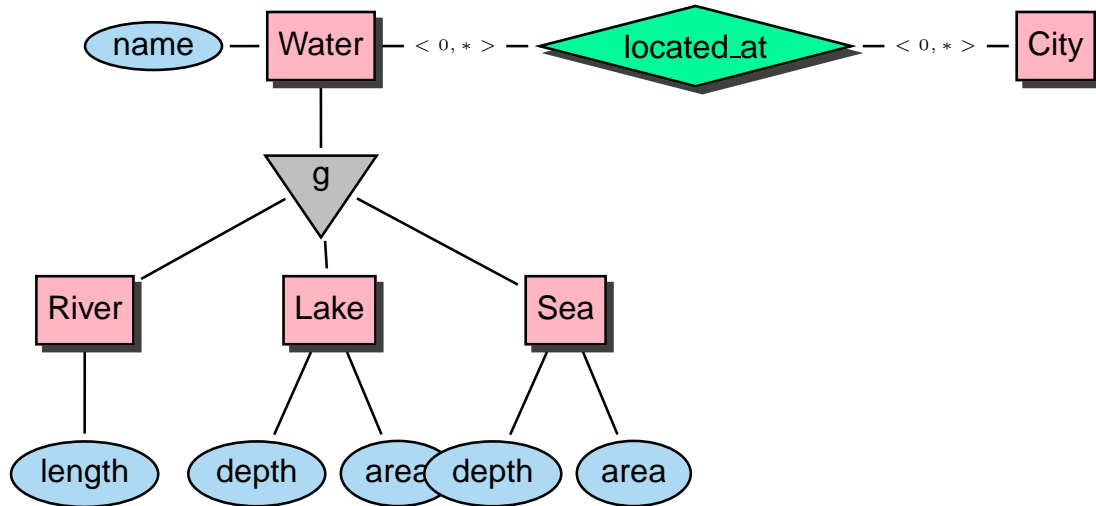 name
Water
< 0, * >
located_at
< 0, * >
City
g
River
Lake
Sea
length
depth
area
depth
area